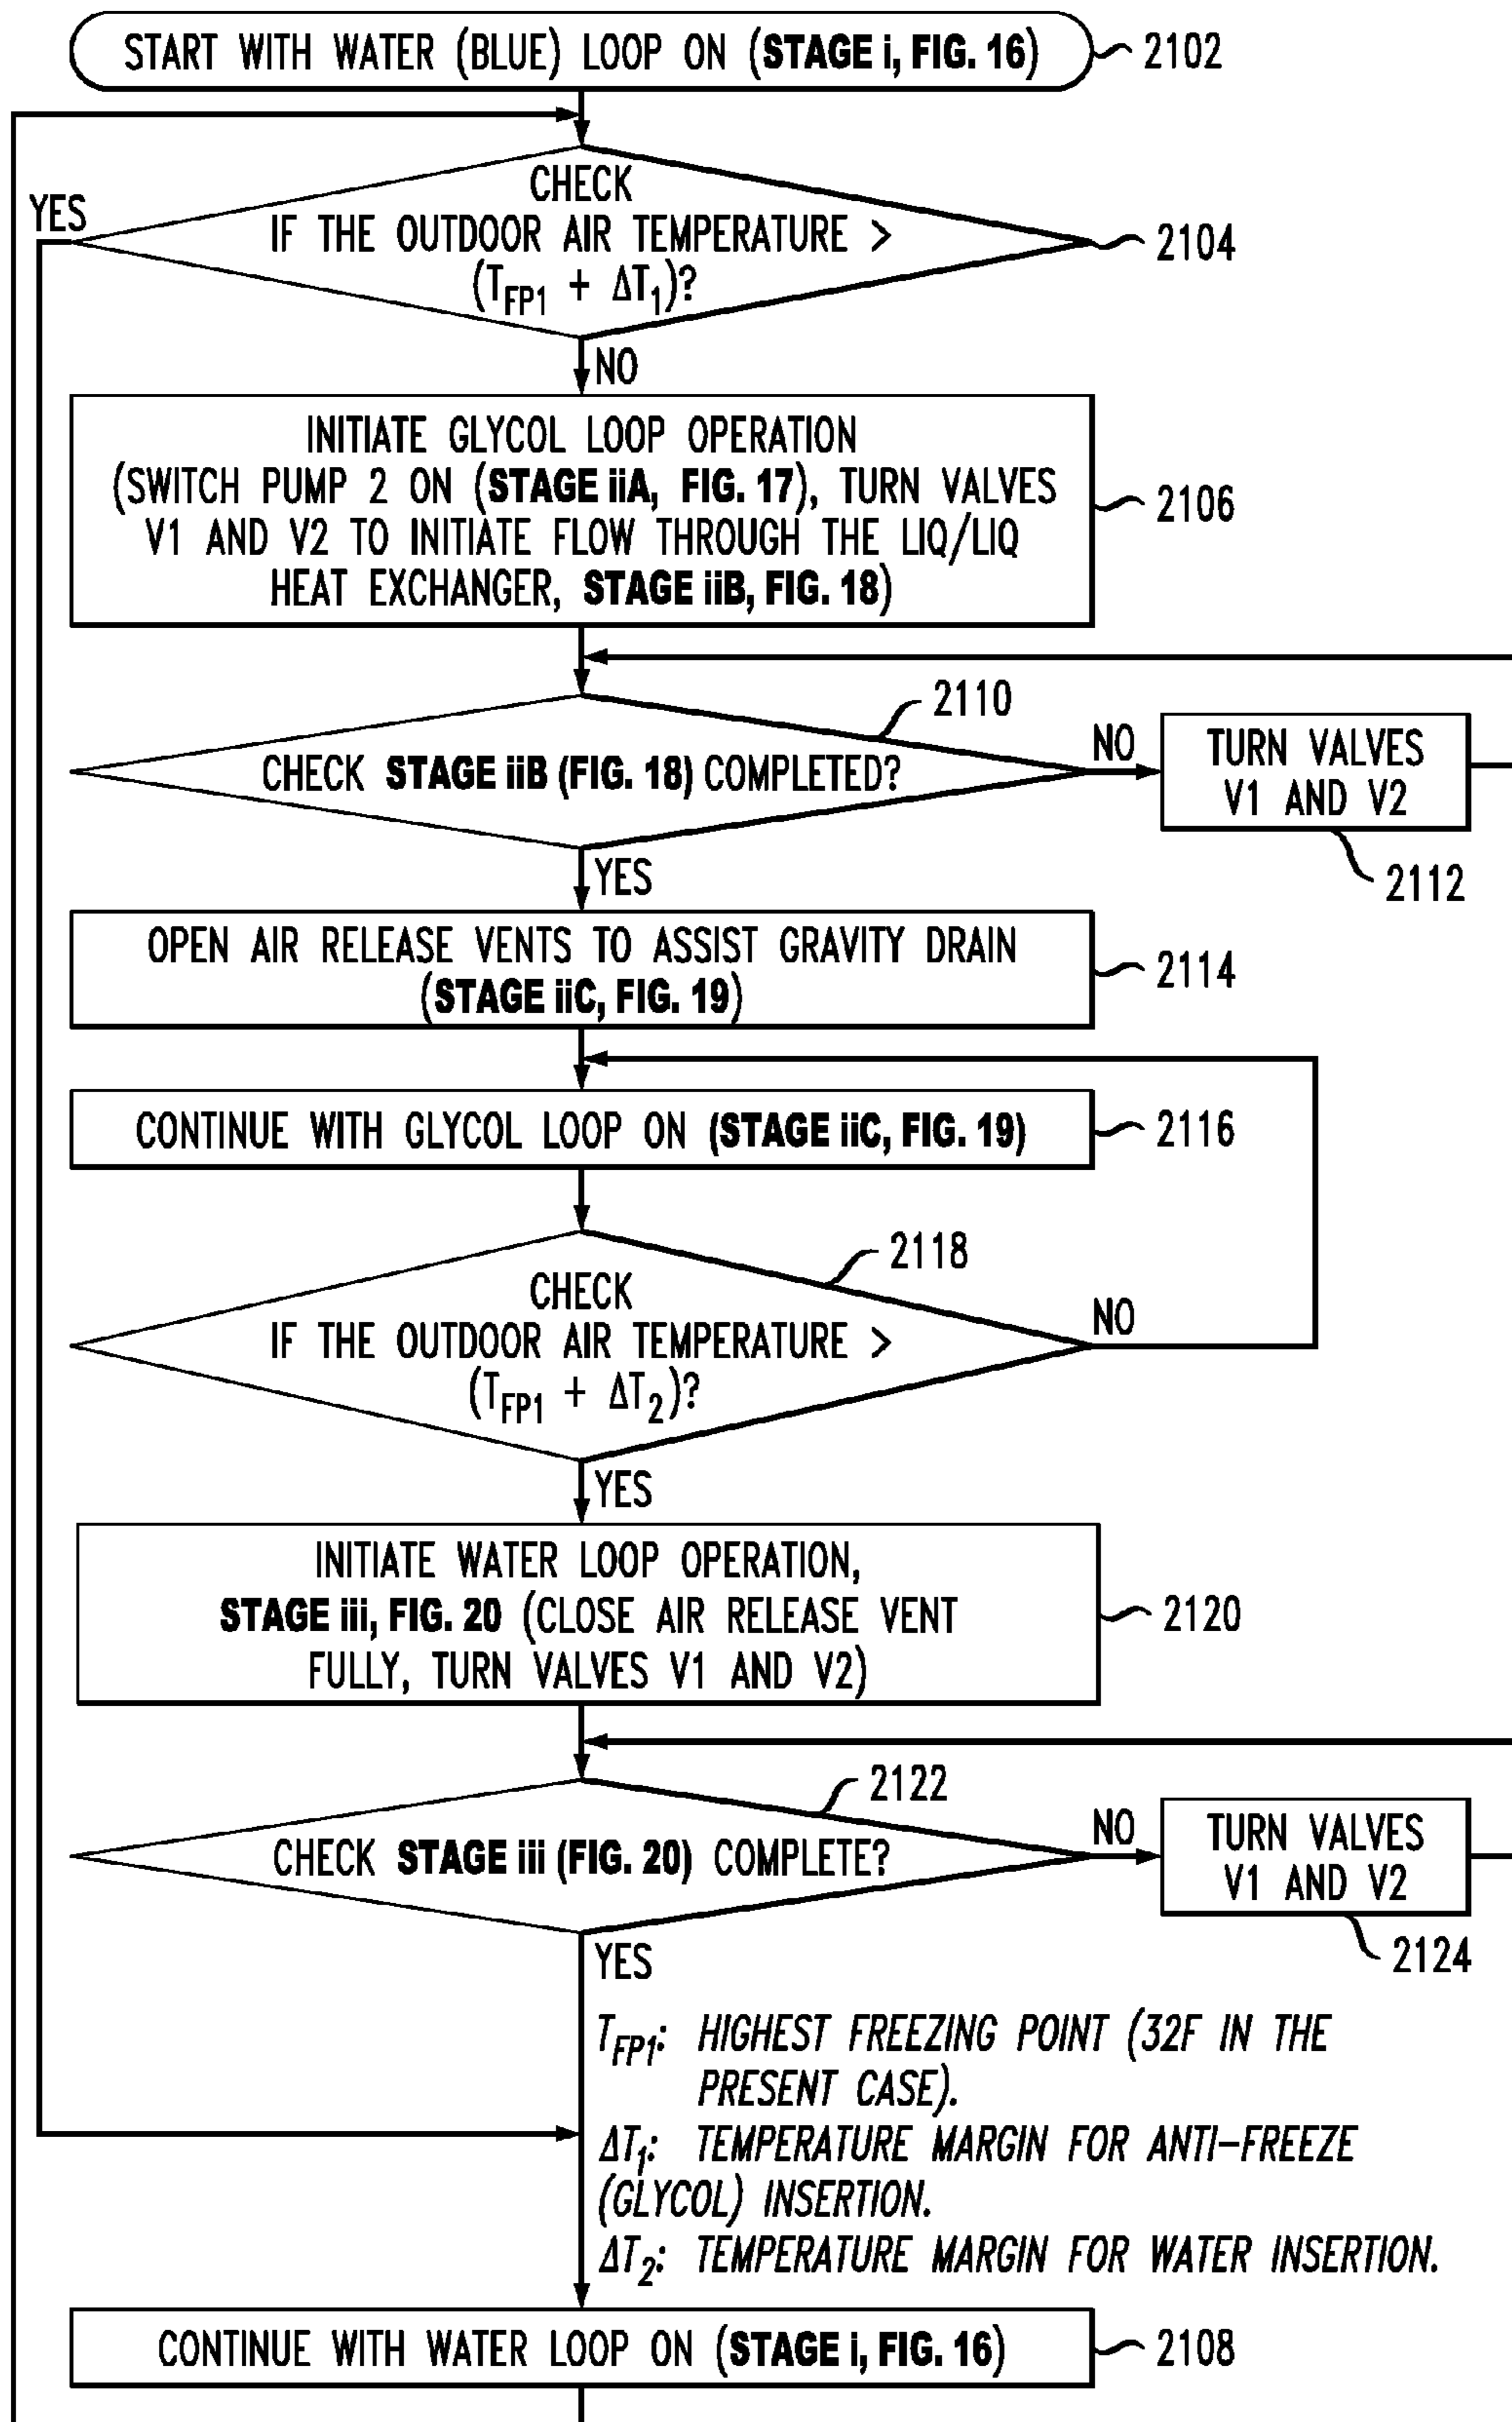 START WITH WATER (BLUE) LOOP ON (STAGE i, FIG. 16)
2102
YES
CHECK
IF THE OUTDOOR AIR TEMPERATURE >
(T_FP1 + ΔT_1)?
2104
NO
INITIATE GLYCOL LOOP OPERATION
(SWITCH PUMP 2 ON (STAGE iiA, FIG. 17), TURN VALVES
V1 AND V2 TO INITIATE FLOW THROUGH THE LIQ/LIQ
HEAT EXCHANGER, STAGE iiB, FIG. 18)
2106
2110
CHECK STAGE iiB (FIG. 18) COMPLETED?
NO
TURN VALVES
V1 AND V2
2112
YES
OPEN AIR RELEASE VENTS TO ASSIST GRAVITY DRAIN
(STAGE iiC, FIG. 19)
2114
CONTINUE WITH GLYCOL LOOP ON (STAGE iiC, FIG. 19)
2116
2118
CHECK
IF THE OUTDOOR AIR TEMPERATURE >
(T_FP1 + ΔT_2)?
NO
YES
INITIATE WATER LOOP OPERATION,
STAGE iii, FIG. 20 (CLOSE AIR RELEASE VENT
FULLY, TURN VALVES V1 AND V2)
2120
2122
CHECK STAGE iii (FIG. 20) COMPLETE?
NO
TURN VALVES
V1 AND V2
2124
YES
T_FP1: HIGHEST FREEZING POINT (32F IN THE
PRESENT CASE).
ΔT_1: TEMPERATURE MARGIN FOR ANTI-FREEZE
(GLYCOL) INSERTION.
ΔT_2: TEMPERATURE MARGIN FOR WATER INSERTION.
CONTINUE WITH WATER LOOP ON (STAGE i, FIG. 16)
2108